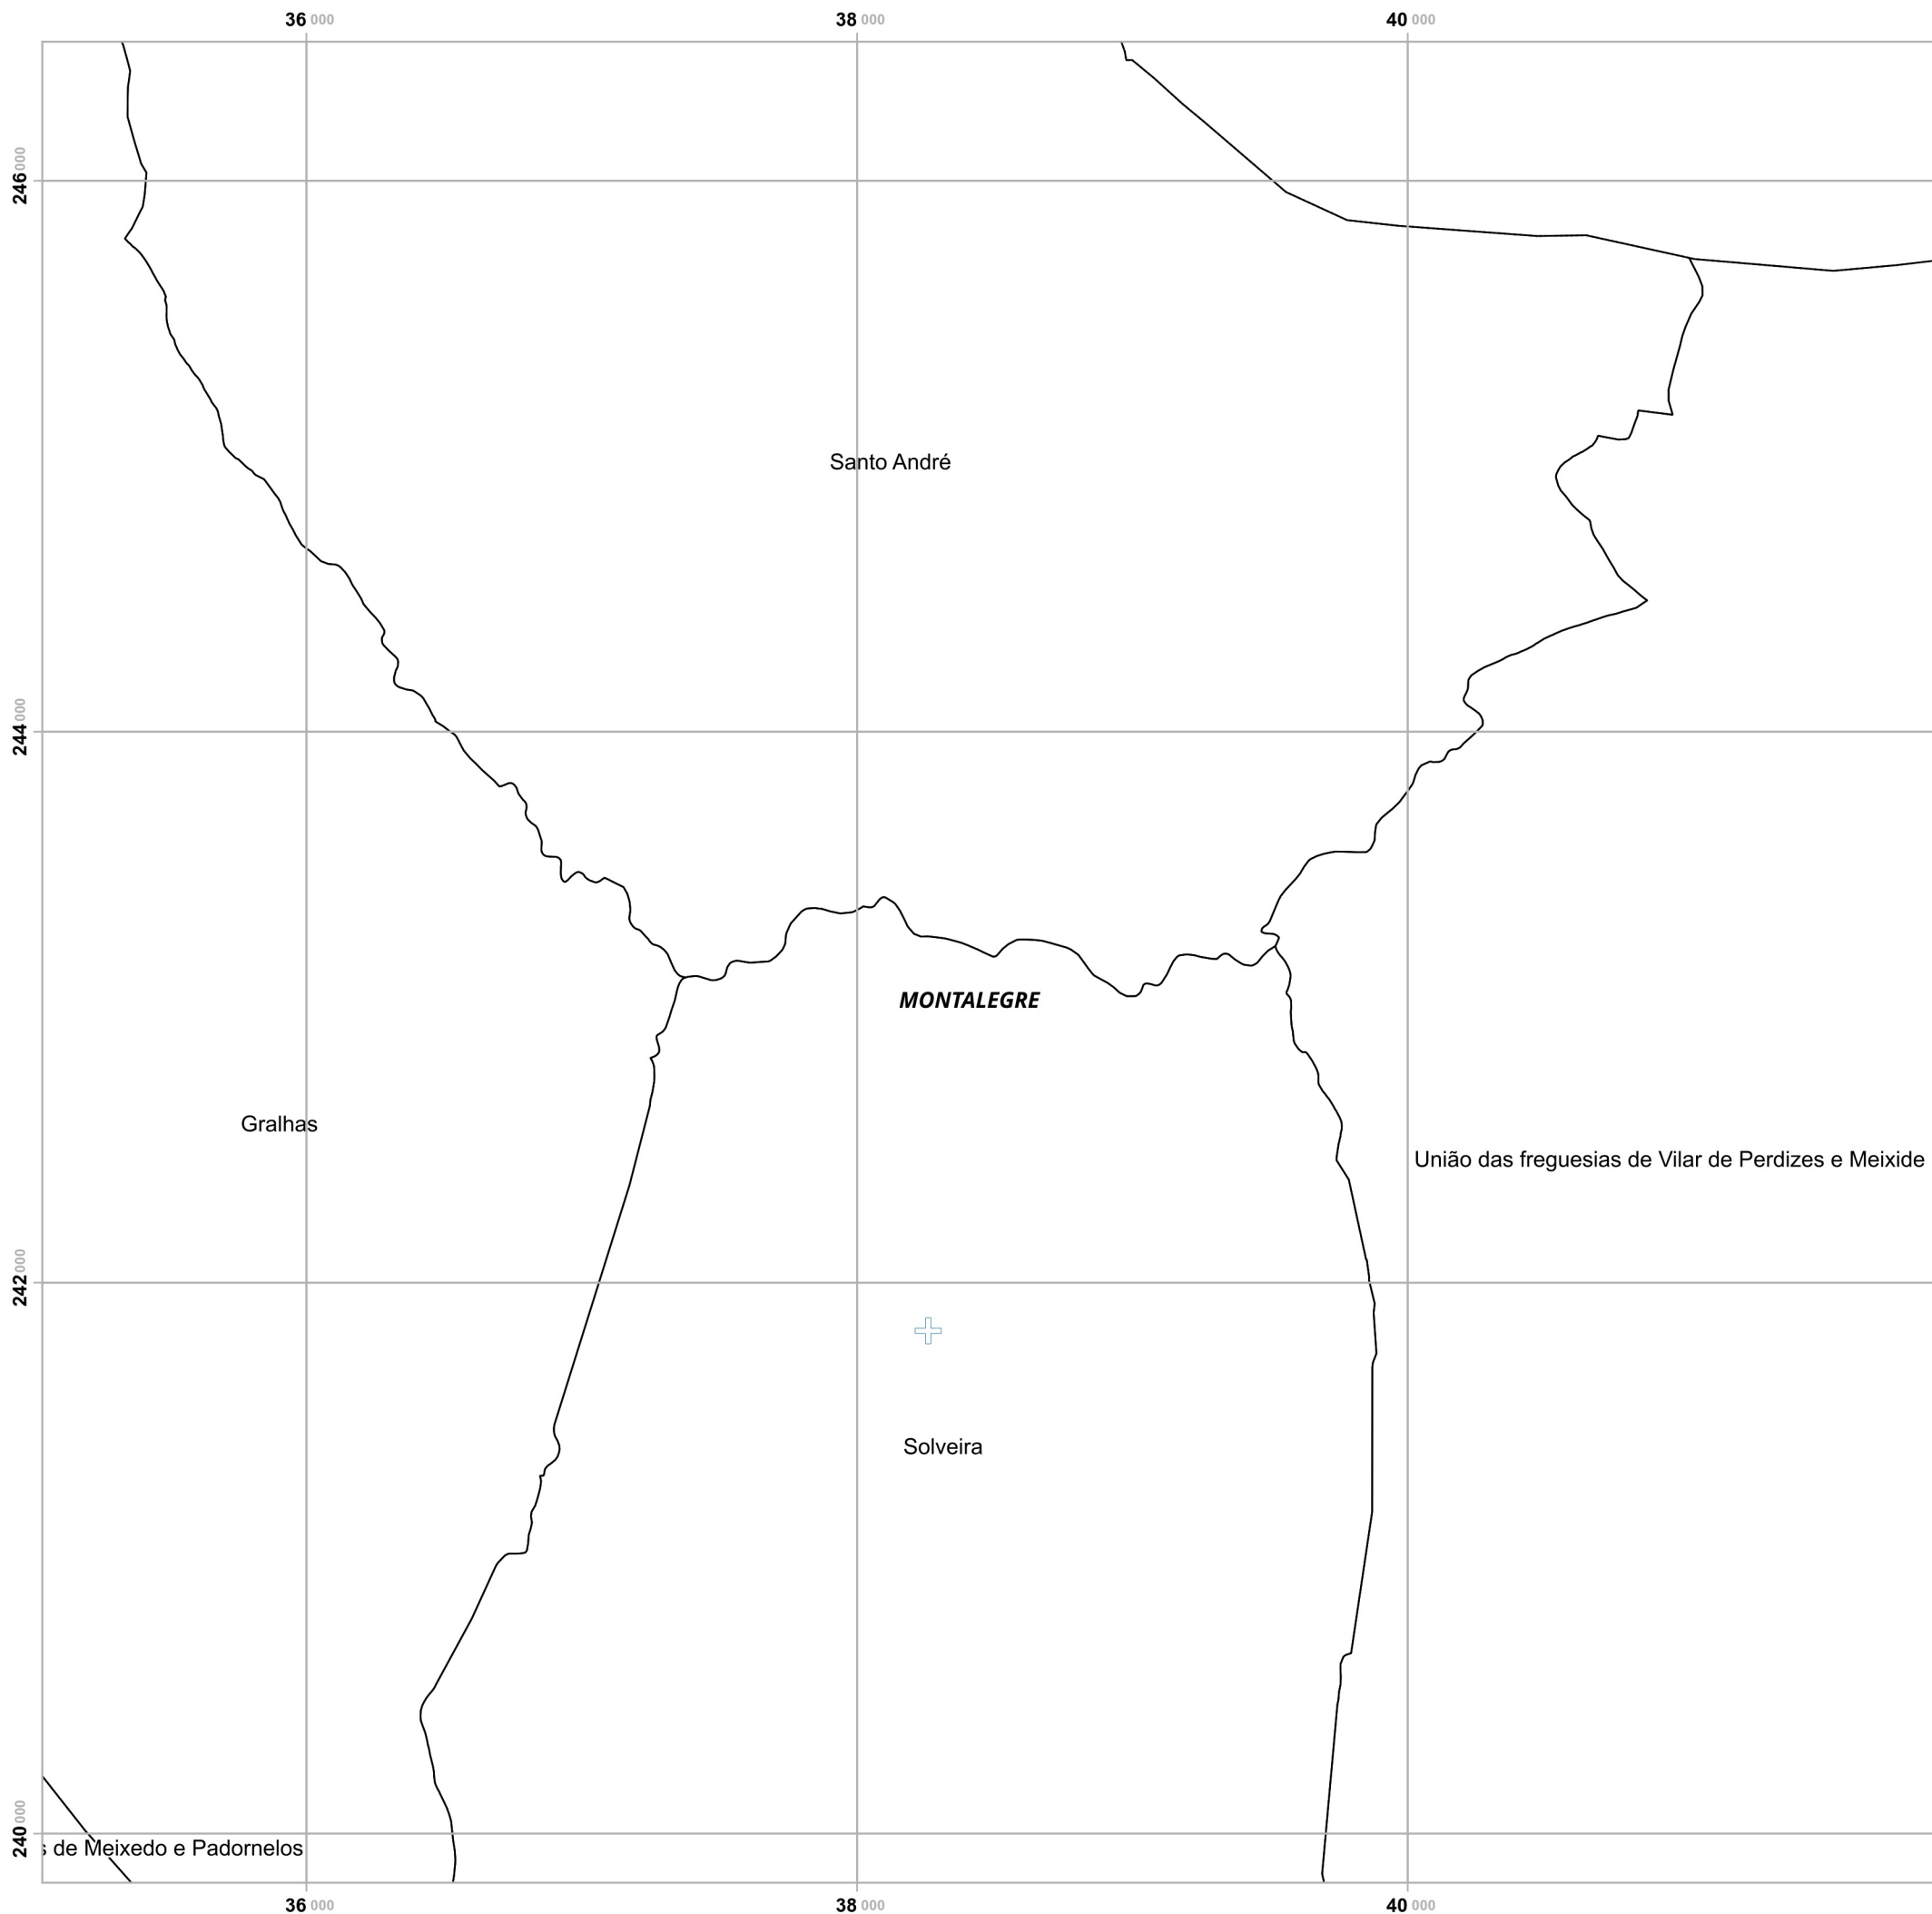 36 000 38 000 40 000
246 000
Santo André
244 000
MONTALEGRE
Gralhas
União das freguesias de Vilar de Perdizes e Meixide
242 000
Solveira
240 000
de Meixedo e Padornelos
36 000 38 000 40 000